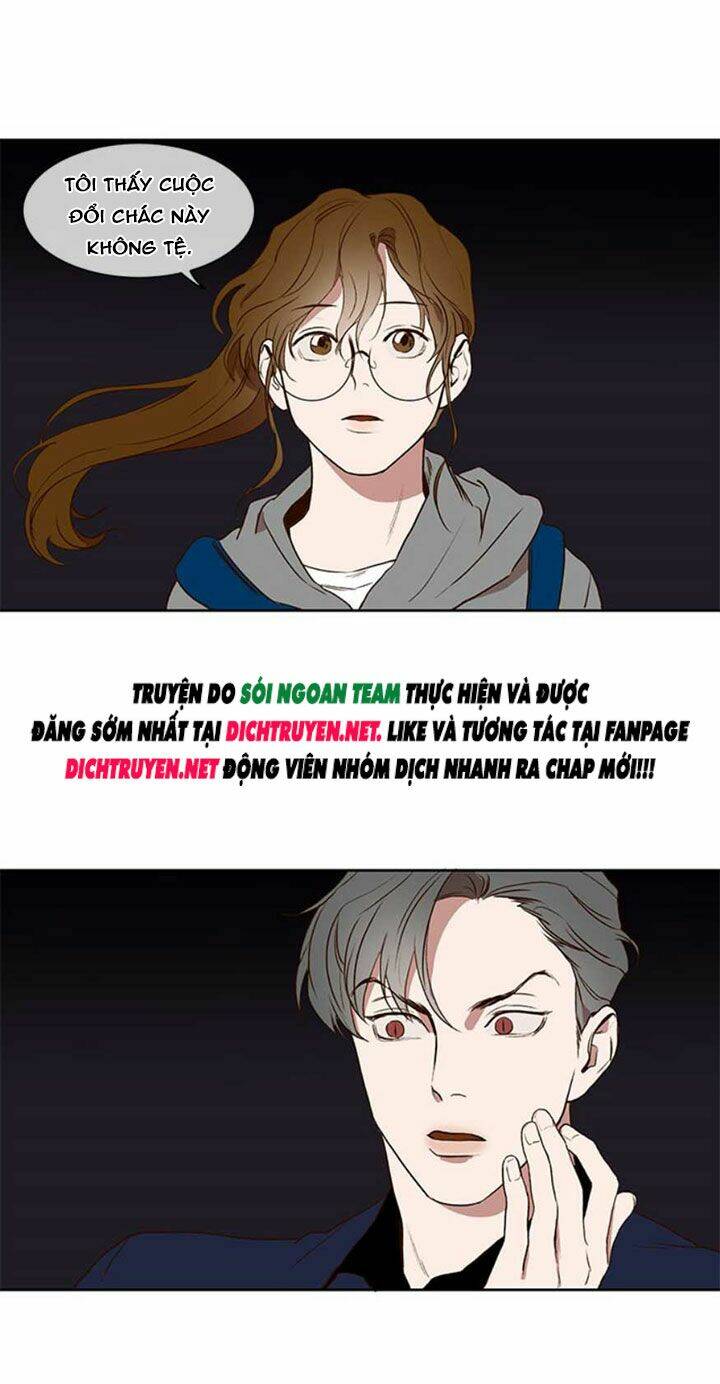 TÔI THẤY CUỘC
ĐỔI CHÁC NÀY
KHÔNG TỆ.
TRUYỆN DO SÓI NGOAN TEAM THỰC HIỆN VÀ ĐƯỢC
ĐĂNG SỚM NHẤT TẠI DICHTRUYEN.NET. LIKE VÀ TƯƠNG TÁC TẠI FANPAGE
DICHTRUYEN.NET ĐỘNG VIÊN NHÓM DỊCH NHANH RA CHAP MỚI!!!